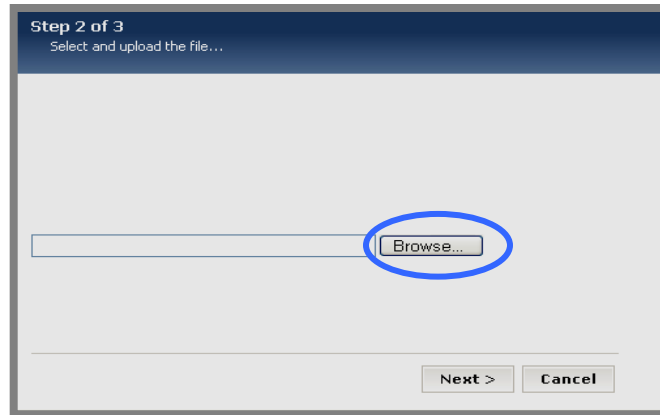 Step 2 of 3
Select and upload the file...
Browse...
Next >
Cancel